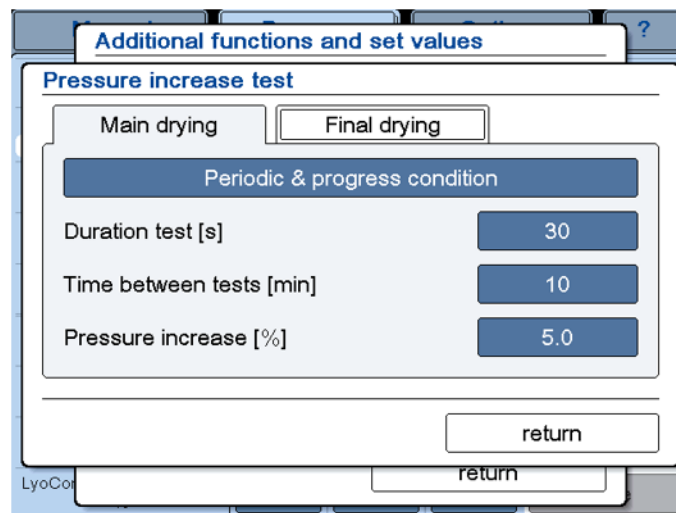 ?
Additional functions and set values
Pressure increase test
Main drying
Final drying
Periodic & progress condition
Duration test [s] 30
Time between tests [min] 10
Pressure increase [%] 5.0
return
return
LyoCo